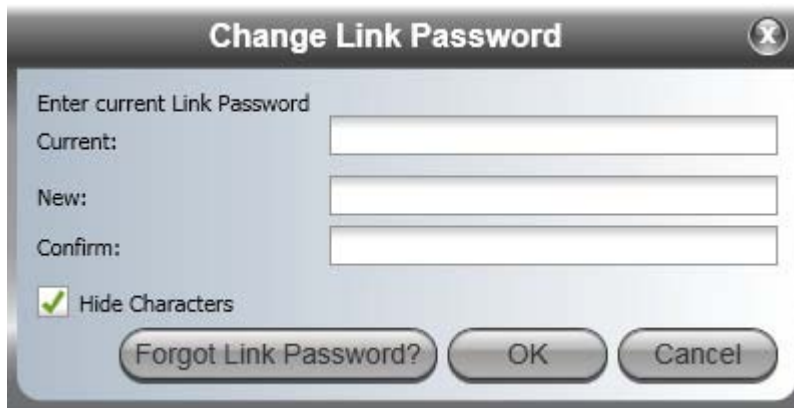 Change Link Password
X
Enter current Link Password
Current:
New:
Confirm:
Hide Characters
Forgot Link Password? OK Cancel